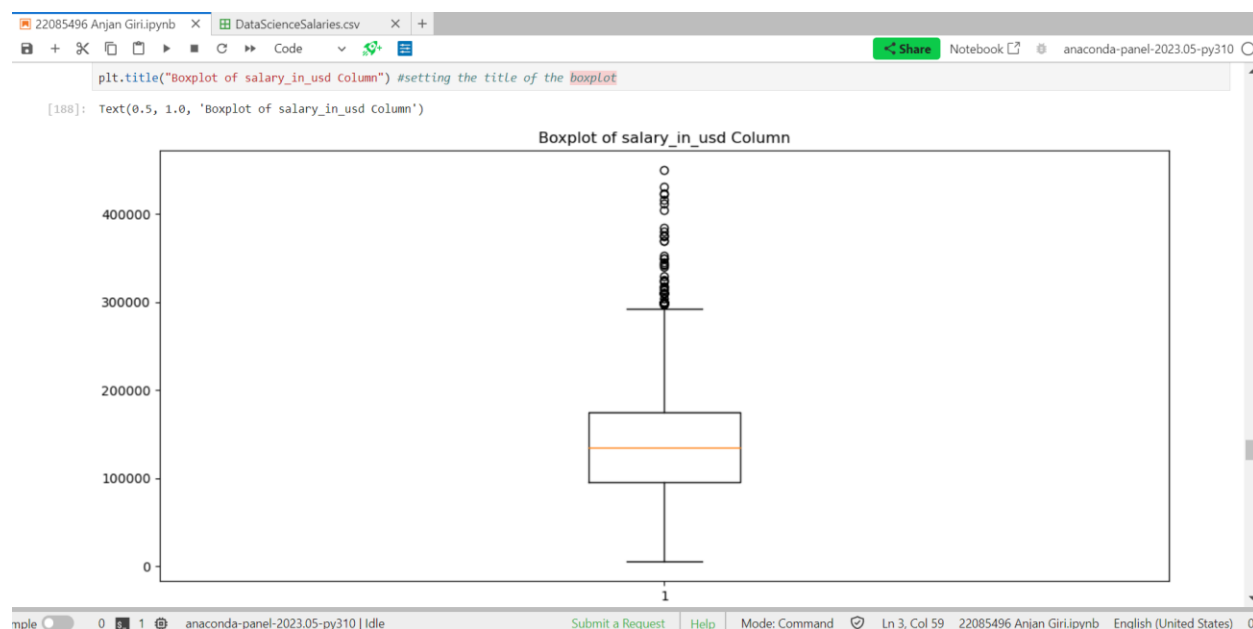 22085496 Anjan Giri.ipynb DataScienceSalaries.csv
Code Share Notebook anaconda-panel-2023.05-py310
plt.title("Boxplot of salary_in_usd Column") #setting the title of the boxplot
[188]: Text(0.5, 1.0, 'Boxplot of salary_in_usd Column')
Boxplot of salary_in_usd Column
400000
300000
200000
100000
0
1
mple 0 1 anaconda-panel-2023.05-py310 | Idle Submit a Request Help Mode: Command Ln 3, Col 59 22085496 Anjan Giri.ipynb English (United States)